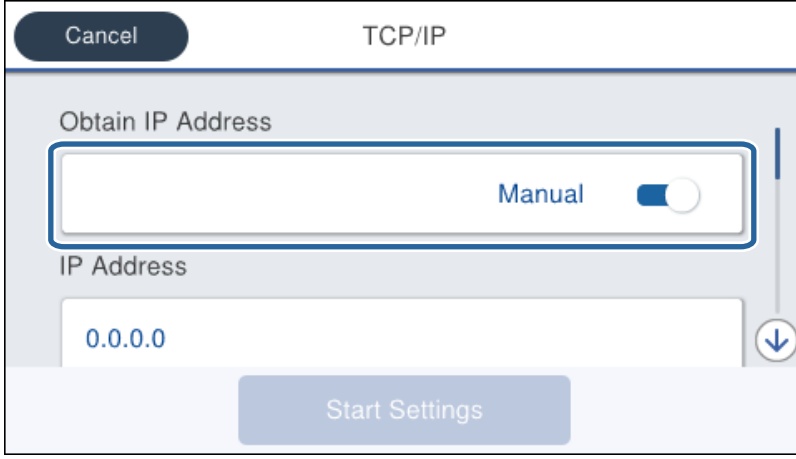 Cancel
TCP/IP
Obtain IP Address
Manual
IP Address
0.0.0.0
Start Settings